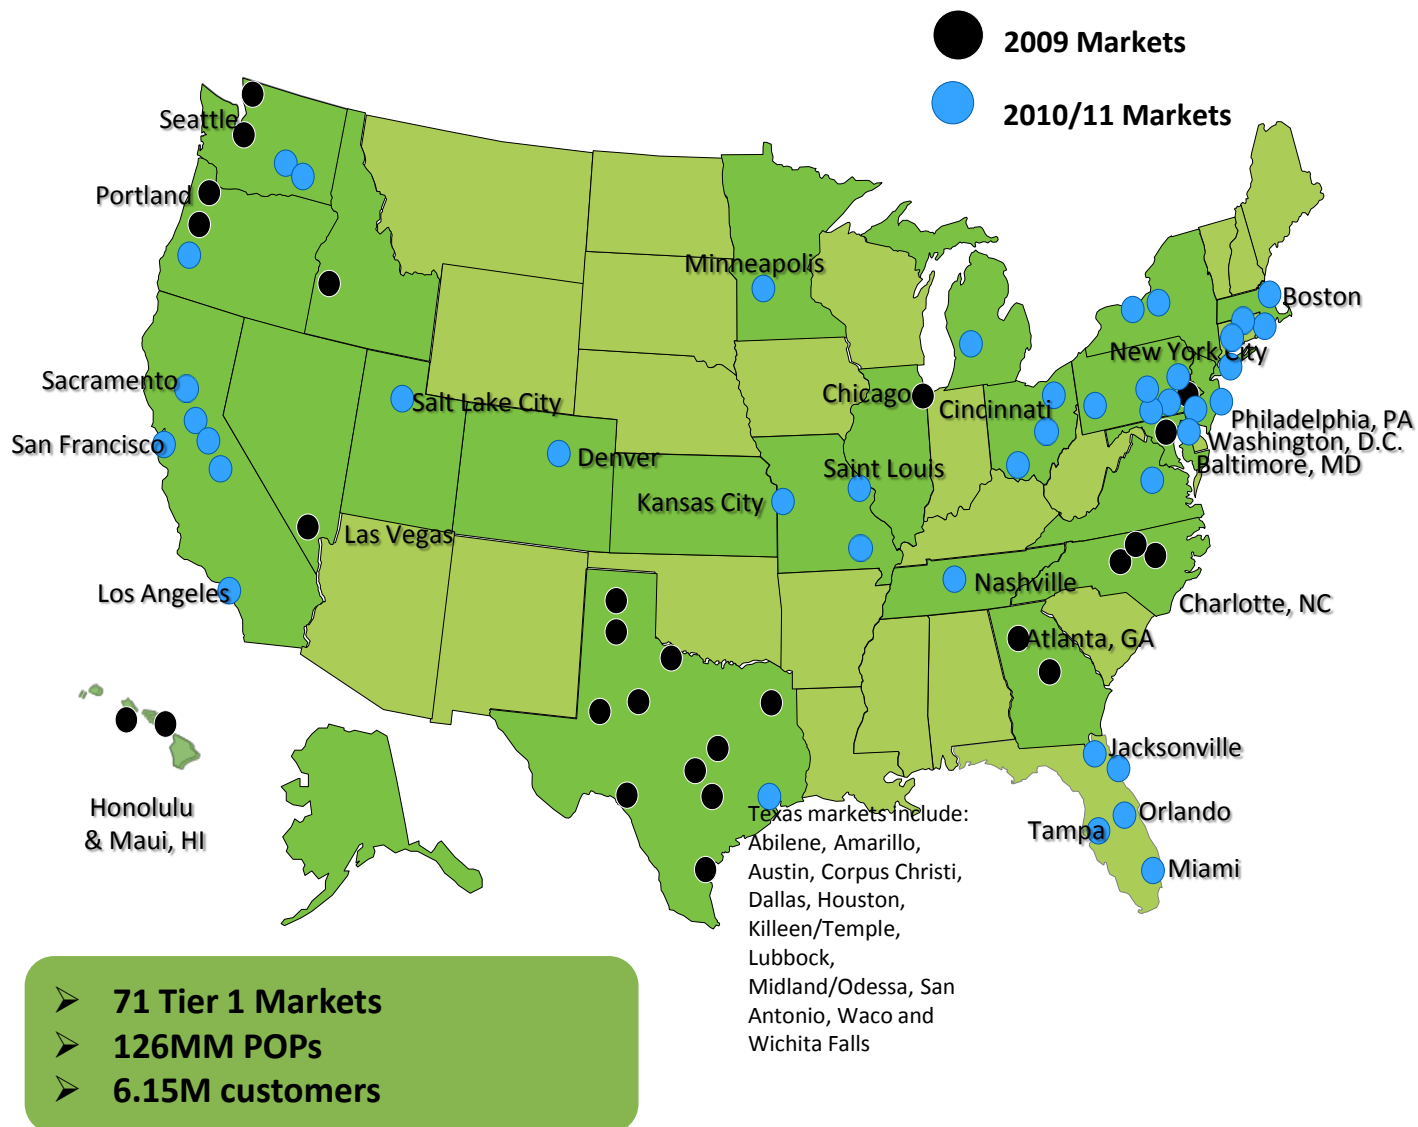 2009 Markets
2010/11 Markets
Seattle
Portland
Minneapolis
Boston
New York City
Sacramento
Salt Lake City
Chicago
Cincinnati
Philadelphia, PA
San Francisco
Denver
Saint Louis
Washington, D.C.
Baltimore, MD
Kansas City
Las Vegas
Los Angeles
Nashville
Charlotte, NC
Atlanta, GA
Jacksonville
Orlando
Tampa
Miami
Honolulu
& Maui, HI
Texas markets include:
Abilene, Amarillo,
Austin, Corpus Christi,
Dallas, Houston,
Killeen/Temple,
Lubbock,
Midland/Odessa, San
Antonio, Waco and
Wichita Falls
➢ 71 Tier 1 Markets
➢ 126MM POPs
➢ 6.15M customers